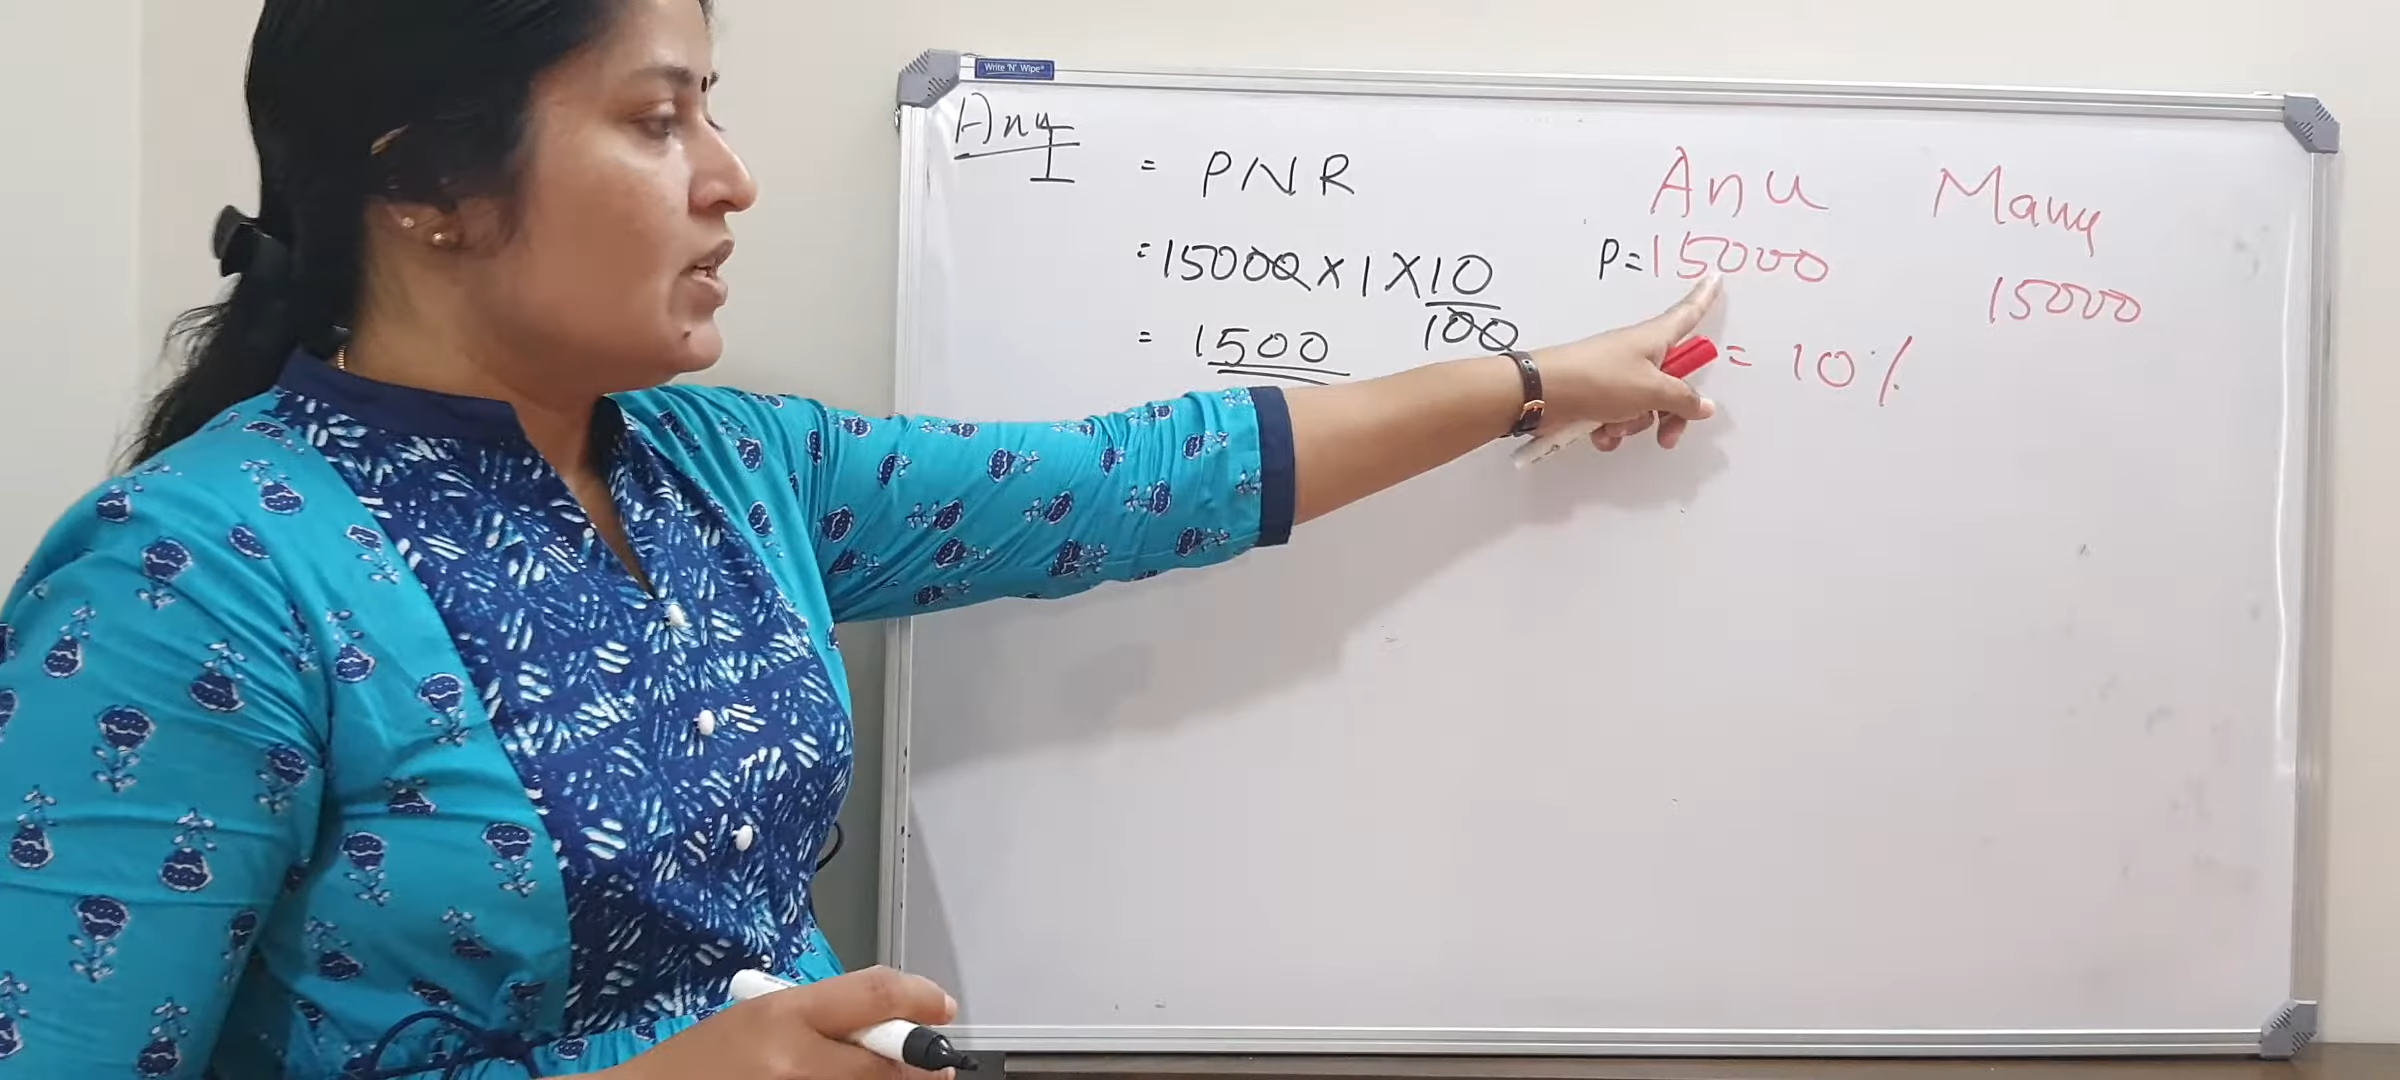 Write 'N' Wipe®
Anu
I = PNR
= 15000 X 1 X 10
100
= 1500
Anu Manu
P = 15000
15000
= 10%